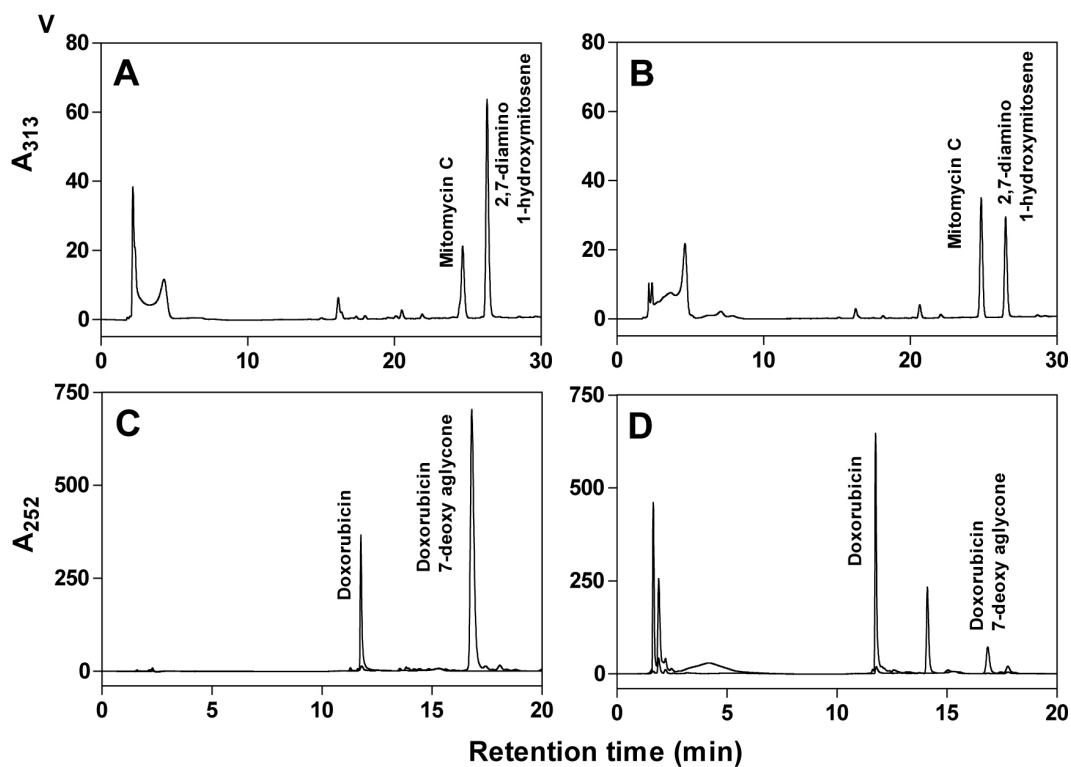 V
A
80
60
40
20
0
A313
Mitomycin C
2,7-diamino
1-hydroxymitosene
0
10
20
30
B
80
60
40
20
0
Mitomycin C
2,7-diamino
1-hydroxymitosene
0
10
20
30
C
750
500
250
0
A252
Doxorubicin
Doxorubicin
7-deoxy aglycone
0
5
10
15
20
D
750
500
250
0
Doxorubicin
Doxorubicin
7-deoxy aglycone
0
5
10
15
20
Retention time (min)